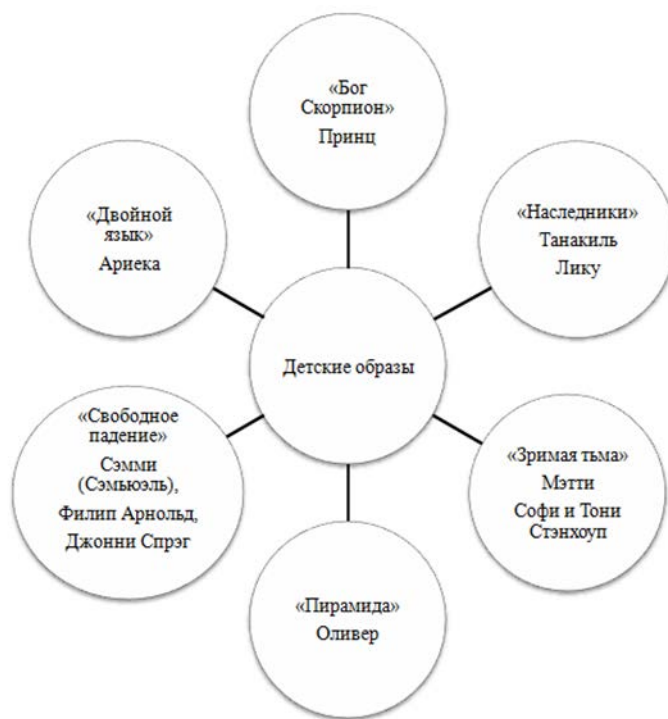 «Бог
Скорпион»
Принц
«Двойной
язык»
Ариека
«Наследники»
Танакиль
Лику
Детские образы
«Свободное
падение»
Сэмми
(Сэмьюэль),
Филип Арнольд,
Джонни Спрэг
«Зримая тьма»
Мэтти
Софи и Тони
Стэнхоуп
«Пирамида»
Оливер